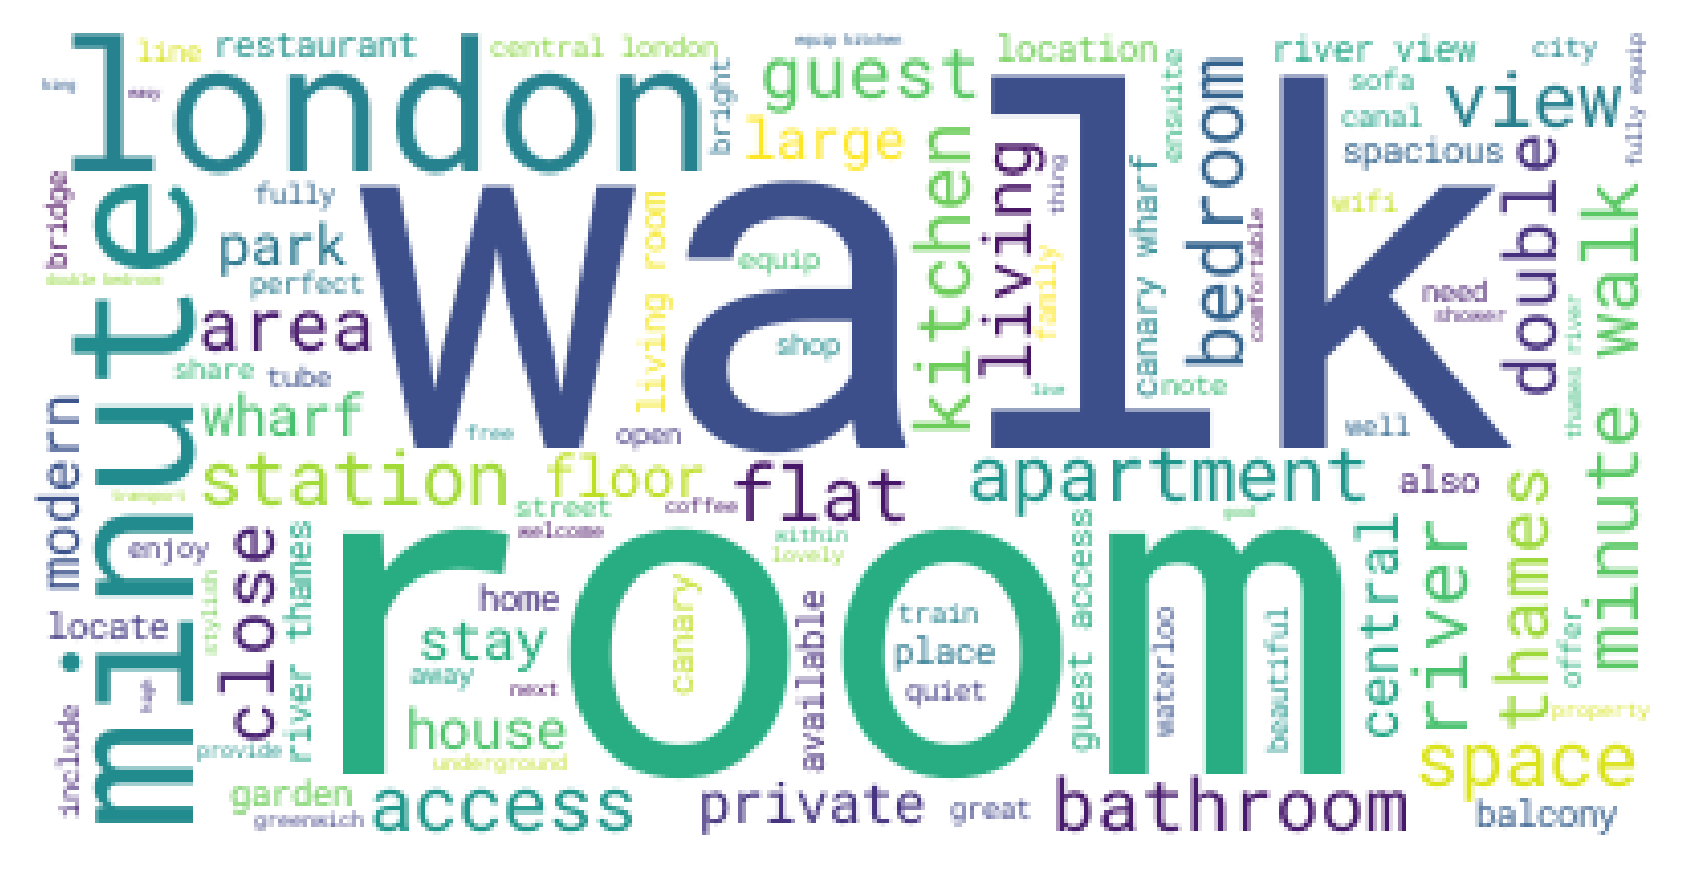 line
restaurant
central london
equip kitchen
location
river view
city
london
guest
bright
large
ensuite
bedroom
sofa
view
canal
spacious
fully equip
king
easy
walk
bridge
fully
park
perfect
double bedroom
minute
area
share
tube
living room
equip
shop
kitchen
living
thing
family
canary wharf
comfortable
wifi
double
need
shower
thames river
minute walk
wharf
free
open
live
note
well
modern
station
floor
flat
apartment
also
transport
street
coffee
welcome
within
lovely
enjoy
close
river thames
room
home
stay
away
next
canary
available
train
place
quiet
guest access
waterloo
beautiful
central
river
thames
offer
locate
stylish
high
include
provide
house
underground
property
space
garden
greenwich
access
private
great
bathroom
balcony